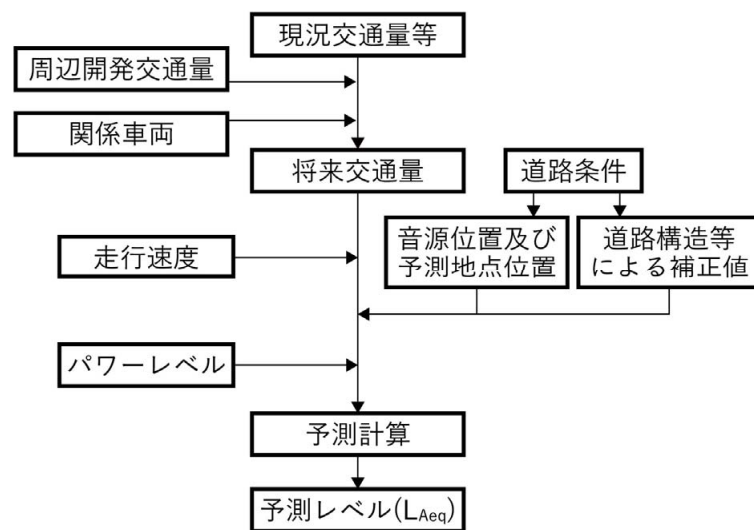 現況交通量等
周辺開発交通量
関係車両
将来交通量
道路条件
走行速度
音源位置及び
予測地点位置
道路構造等
による補正値
パワーレベル
予測計算
予測レベル(LAeq)